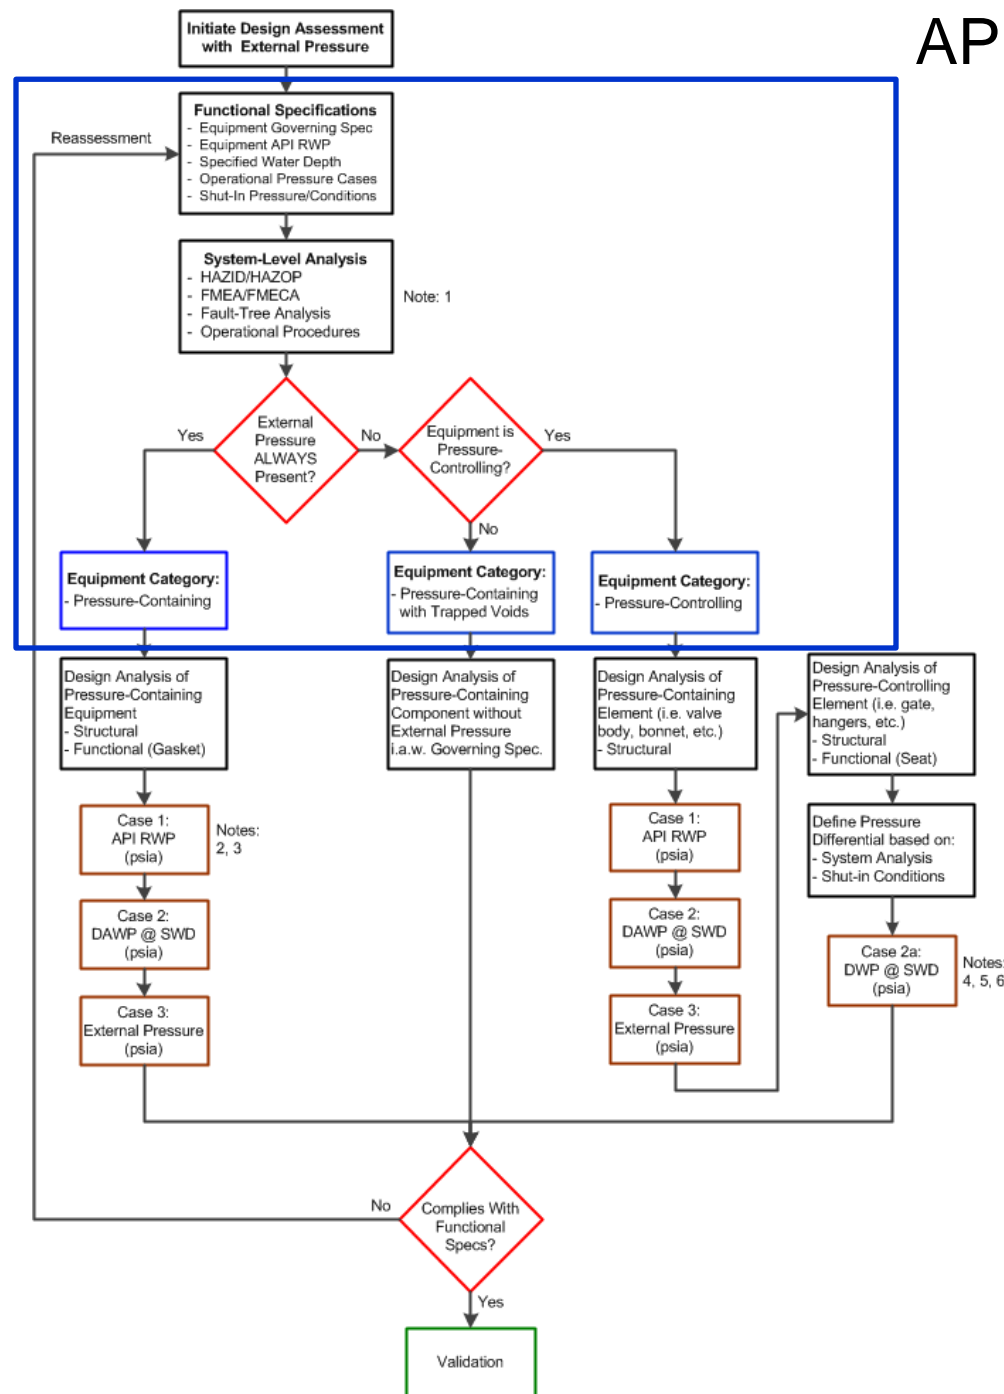 AP
Initiate Design Assessment
with External Pressure
Functional Specifications
- Equipment Governing Spec
- Equipment API RWP
- Specified Water Depth
- Operational Pressure Cases
- Shut-In Pressure/Conditions
Reassessment
System-Level Analysis
- HAZID/HAZOP
- FMEA/FMECA
- Fault-Tree Analysis
- Operational Procedures
Note: 1
External
Pressure
ALWAYS
Present?
Yes
No
Equipment is
Pressure-
Controlling?
Yes
No
Equipment Category:
- Pressure-Containing
Equipment Category:
- Pressure-Containing
with Trapped Voids
Equipment Category:
- Pressure-Controlling
Design Analysis of
Pressure-Containing
Equipment
- Structural
- Functional (Gasket)
Design Analysis of
Pressure-Containing
Component without
External Pressure
i.a.w. Governing Spec.
Design Analysis of
Pressure-Containing
Element (i.e. valve
body, bonnet, etc.)
- Structural
Design Analysis of
Pressure-Controlling
Element (i.e. gate,
hangers, etc.)
- Structural
- Functional (Seat)
Case 1:
API RWP
(psia)
Notes:
2, 3
Case 2:
DAWP @ SWD
(psia)
Case 3:
External Pressure
(psia)
Case 1:
API RWP
(psia)
Case 2:
DAWP @ SWD
(psia)
Case 3:
External Pressure
(psia)
Define Pressure
Differential based on:
- System Analysis
- Shut-in Conditions
Case 2a:
DWP @ SWD
(psia)
Notes:
4, 5, 6
Complies With
Functional
Specs?
No
Yes
Validation